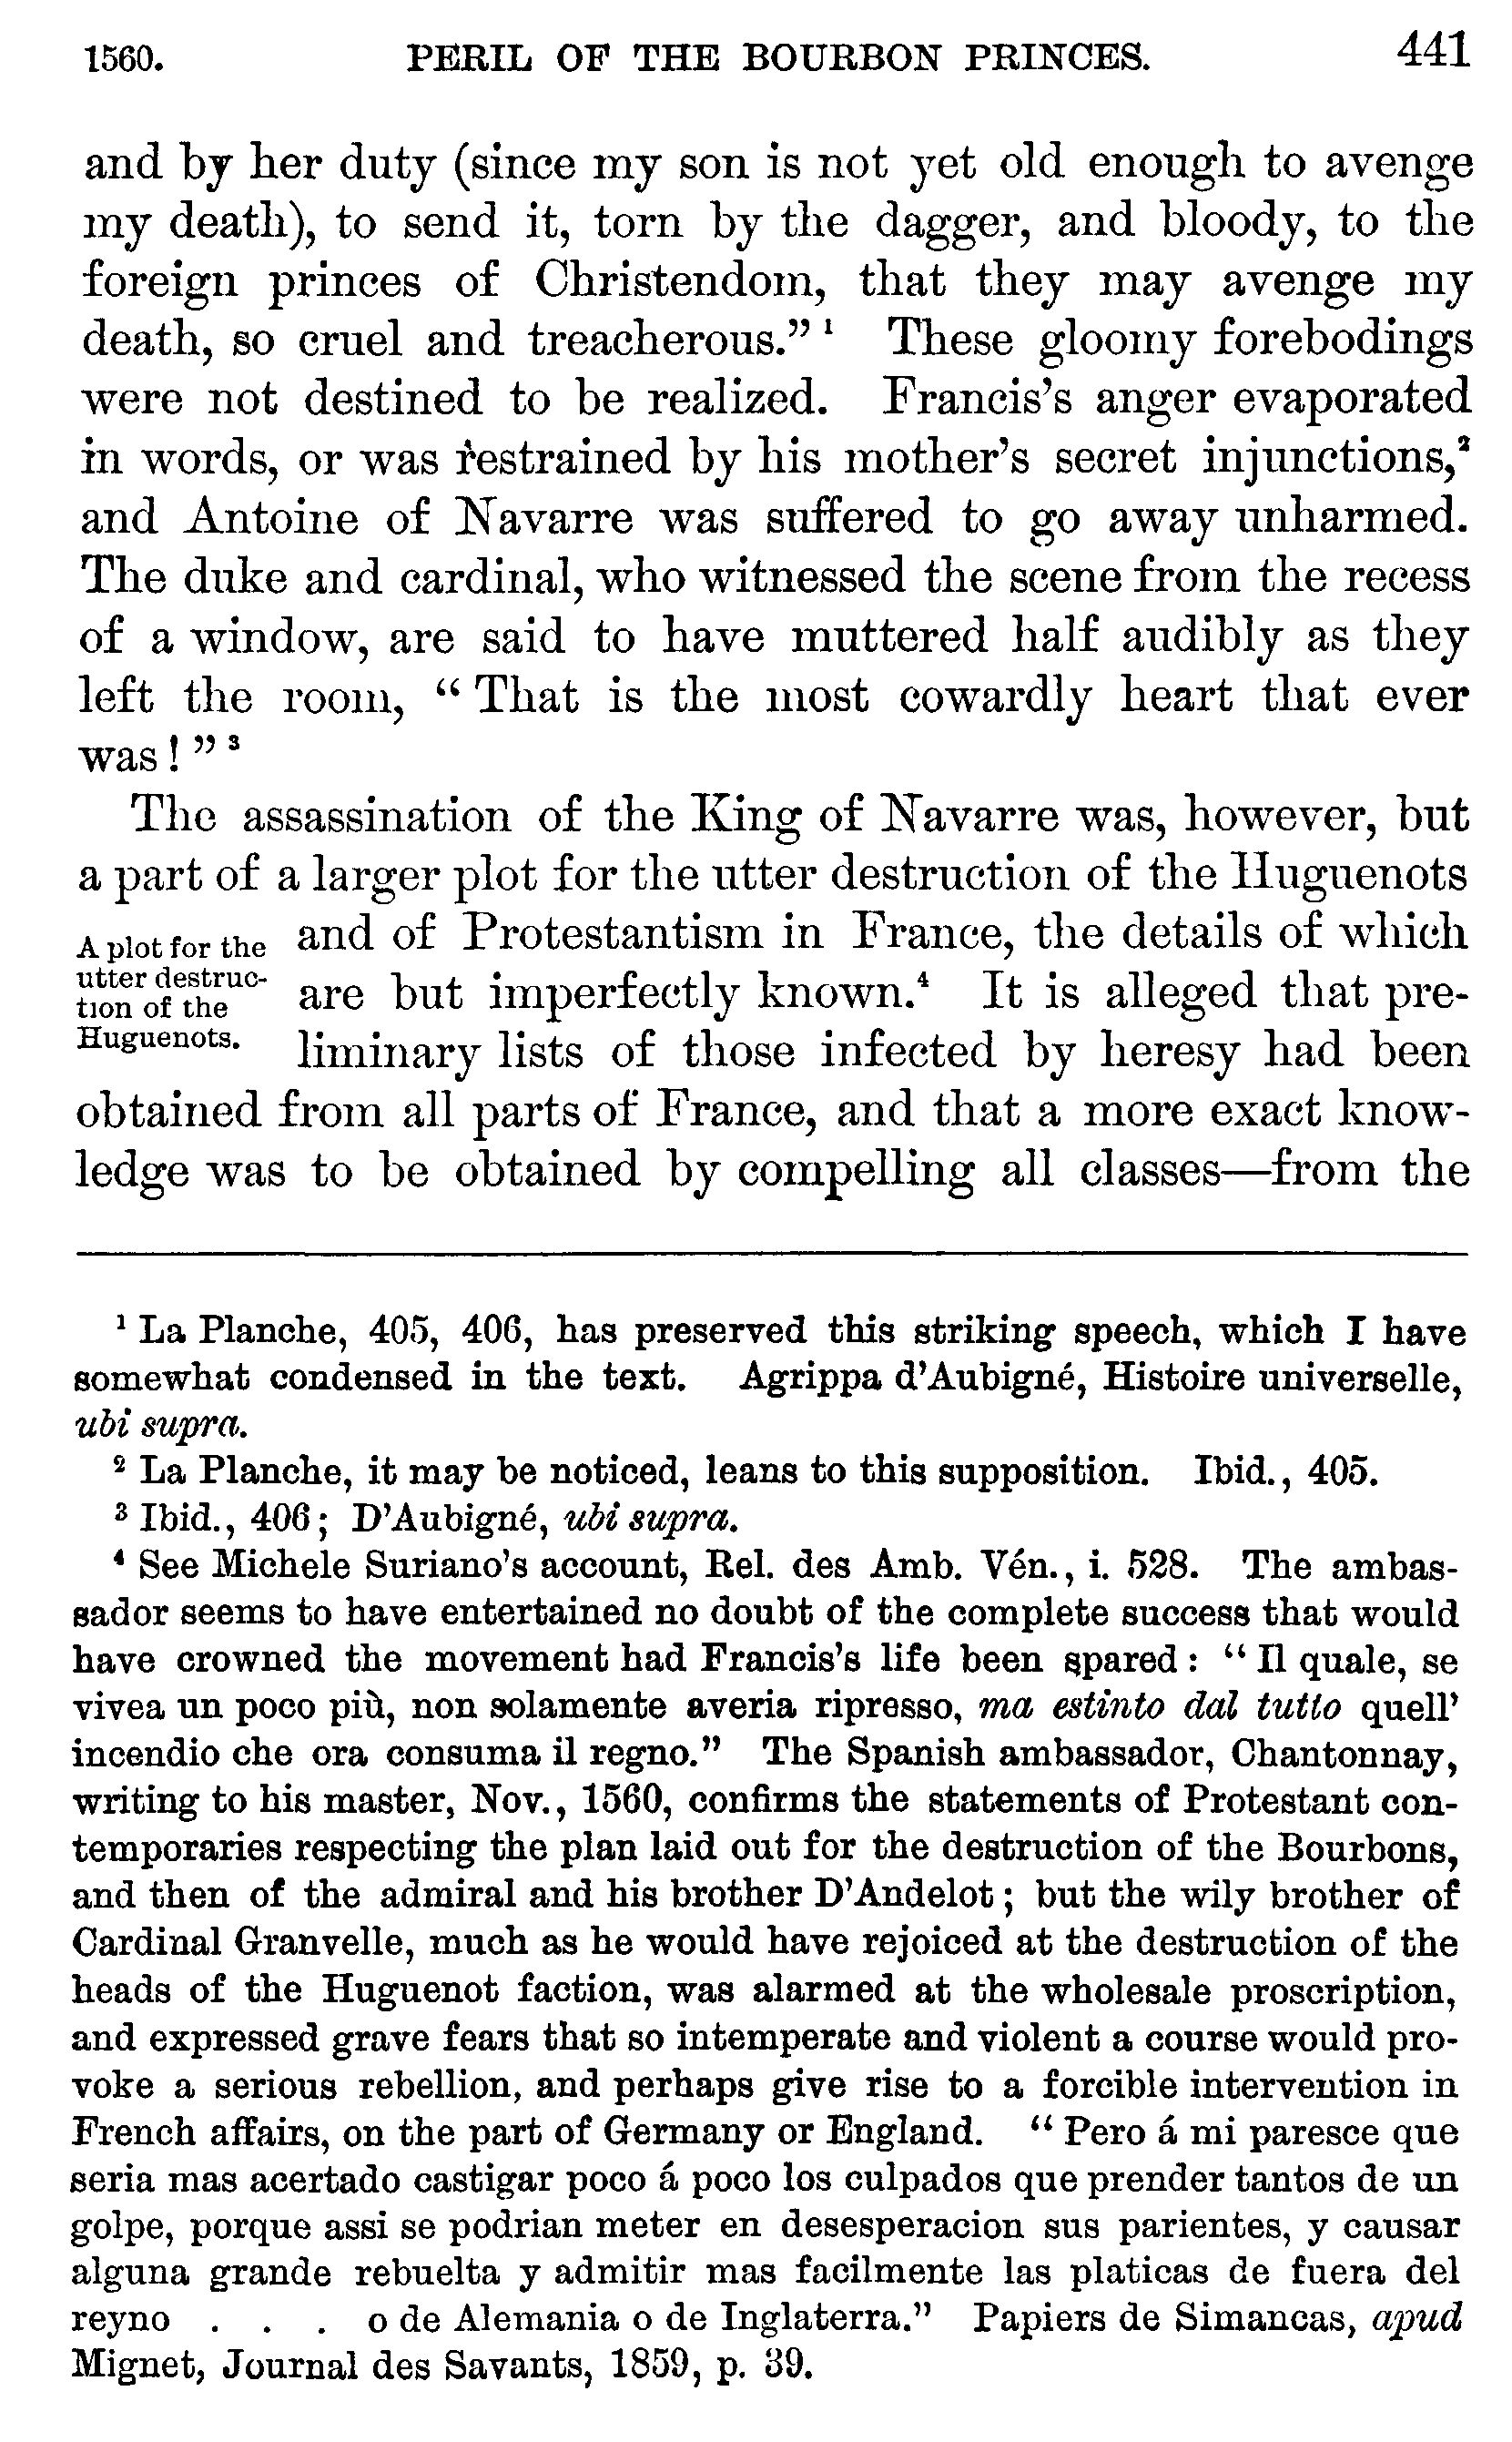 1560. PERIL OF THE BOURBON PRINCES. 441
and by her duty (since my son is not yet old enough to avenge
my death), to send it, torn by the dagger, and bloody, to the
foreign princes of Christendom, that they may avenge my
death, so cruel and treacherous.” ¹ These gloomy forebodings
were not destined to be realized. Francis’s anger evaporated
in words, or was restrained by his mother’s secret injunctions,²
and Antoine of Navarre was suffered to go away unharmed.
The duke and cardinal, who witnessed the scene from the recess
of a window, are said to have muttered half audibly as they
left the room, “ That is the most cowardly heart that ever
was ! ” ³
The assassination of the King of Navarre was, however, but
a part of a larger plot for the utter destruction of the Huguenots
A plot for the
utter destruc-
tion of the
Huguenots.
and of Protestantism in France, the details of which
are but imperfectly known.⁴ It is alleged that pre-
liminary lists of those infected by heresy had been
obtained from all parts of France, and that a more exact know-
ledge was to be obtained by compelling all classes—from the
¹ La Planche, 405, 406, has preserved this striking speech, which I have
somewhat condensed in the text. Agrippa d’Aubigné, Histoire universelle,
ubi supra.
² La Planche, it may be noticed, leans to this supposition. Ibid., 405.
³ Ibid., 406; D’Aubigné, ubi supra.
⁴ See Michele Suriano’s account, Rel. des Amb. Vén., i. 528. The ambas-
sador seems to have entertained no doubt of the complete success that would
have crowned the movement had Francis’s life been spared : “ Il quale, se
vivea un poco più, non solamente averia ripresso, ma estinto dal tutto quell’
incendio che ora consuma il regno.” The Spanish ambassador, Chantonnay,
writing to his master, Nov., 1560, confirms the statements of Protestant con-
temporaries respecting the plan laid out for the destruction of the Bourbons,
and then of the admiral and his brother D’Andelot ; but the wily brother of
Cardinal Granvelle, much as he would have rejoiced at the destruction of the
heads of the Huguenot faction, was alarmed at the wholesale proscription,
and expressed grave fears that so intemperate and violent a course would pro-
voke a serious rebellion, and perhaps give rise to a forcible intervention in
French affairs, on the part of Germany or England. “ Pero á mi paresce que
seria mas acertado castigar poco á poco los culpados que prender tantos de un
golpe, porque assi se podrian meter en desesperacion sus parientes, y causar
alguna grande rebuelta y admitir mas facilmente las platicas de fuera del
reyno . . . o de Alemania o de Inglaterra.” Papiers de Simancas, apud
Mignet, Journal des Savants, 1859, p. 39.